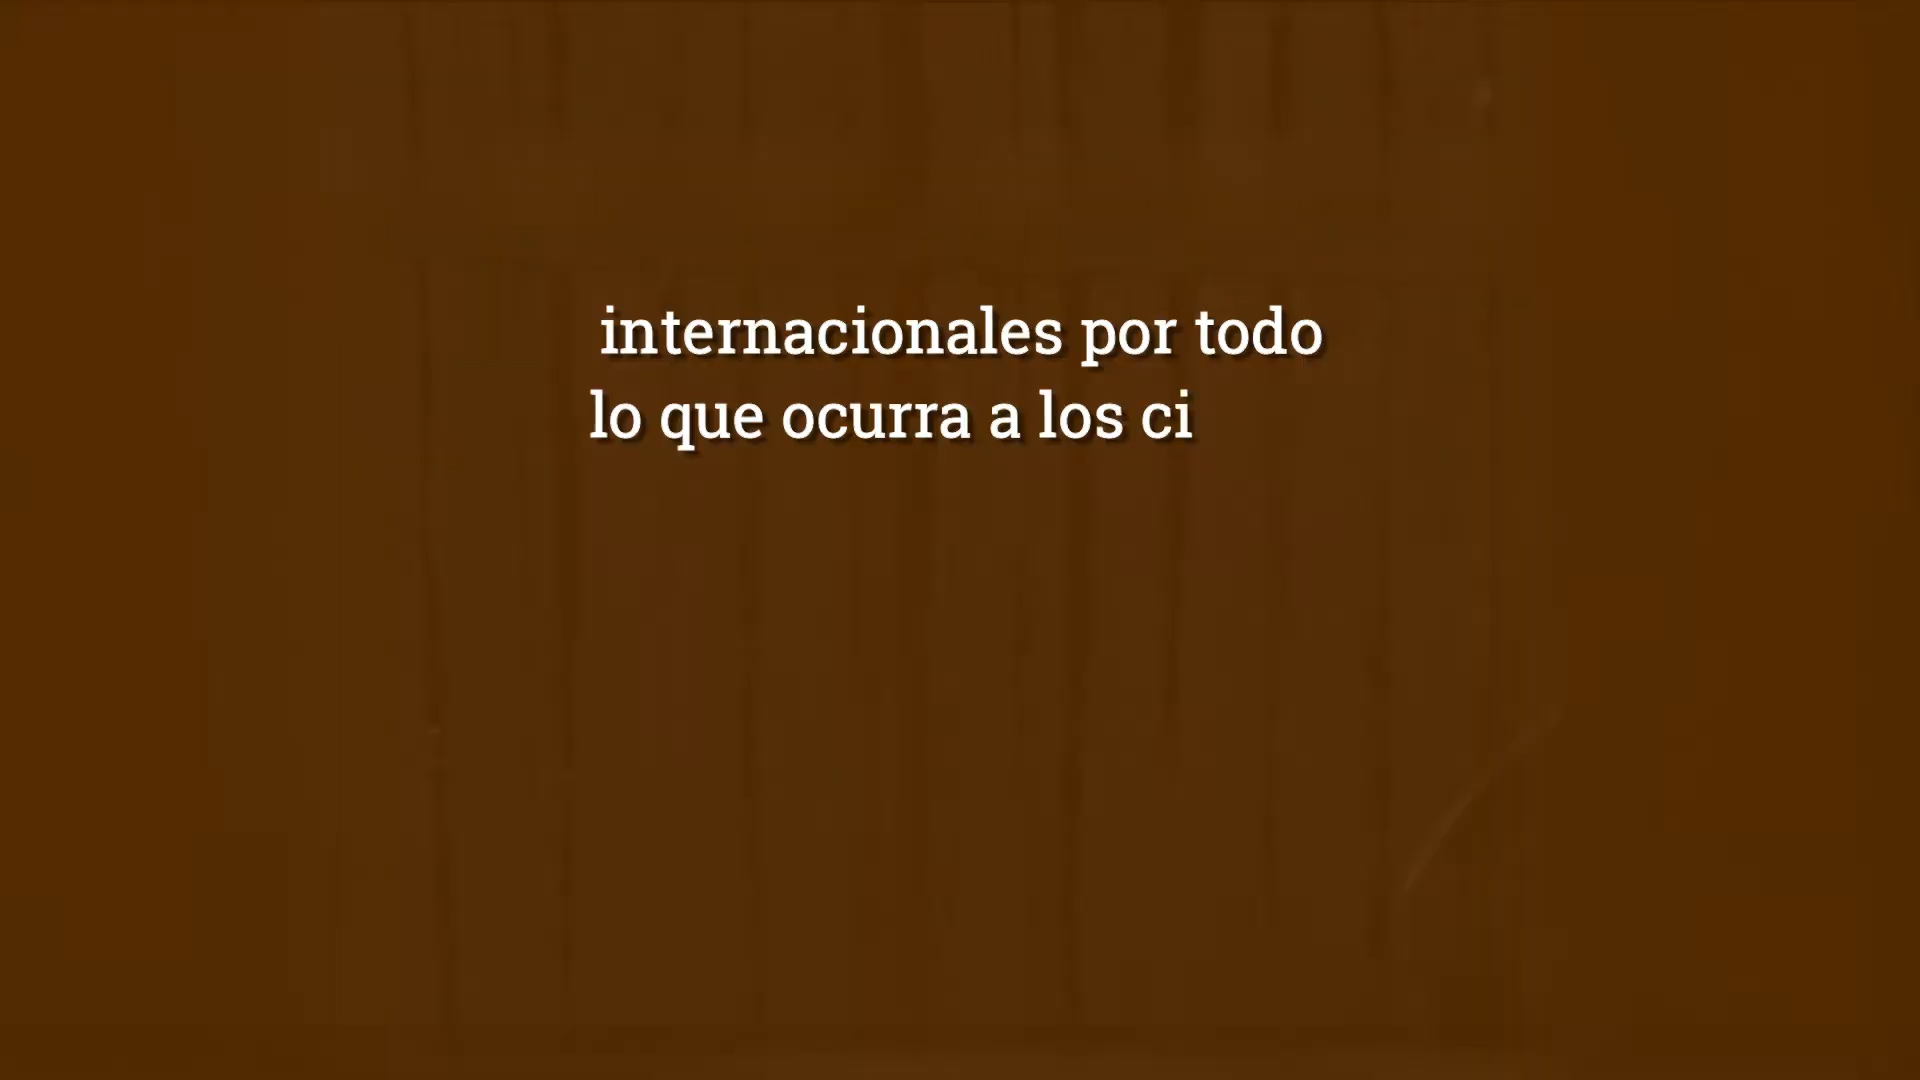 internacionales por todo
lo que ocurra a los ci